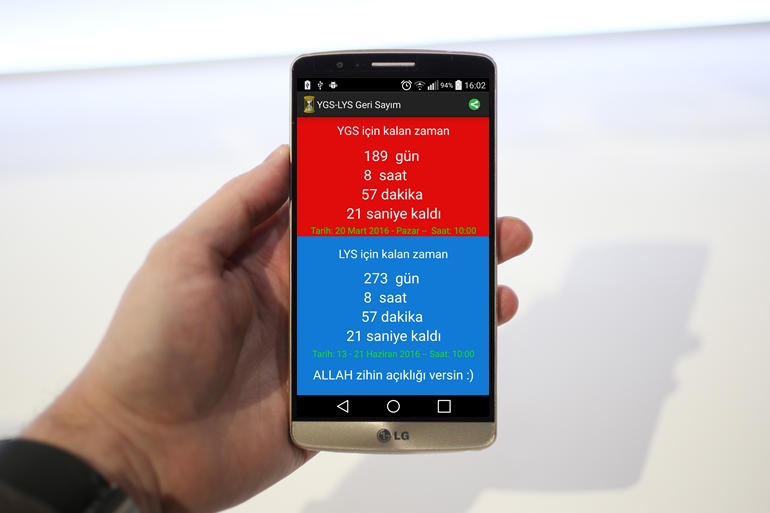 94% 16:02
YGS-LYS Geri Sayım
YGS için kalan zaman
189 gün
8 saat
57 dakika
21 saniye kaldı
Tarih: 20 Mart 2016 - Pazar -- Saat: 10:00
LYS için kalan zaman
273 gün
8 saat
57 dakika
21 saniye kaldı
Tarih: 13 - 21 Haziran 2016 -- Saat: 10:00
ALLAH zihin açıklığı versin :)
LG